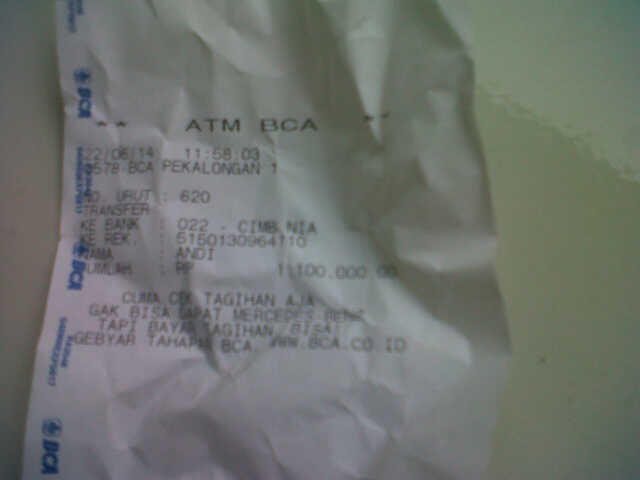 ** ATM BCA **
22/06/14 11:58:03
0578 BCA PEKALONGAN 1
NO. URUT : 620
TRANSFER
KE BANK : 022 - CIMB NIA
KE REK. : 5150130964110
NAMA : ANDI
JUMLAH : RP 1.100.000.00
CUMA CEK TAGIHAN AJA
GAK BISA DAPAT MERCEDES BENZ
TAPI BAYAR TAGIHAN, BISA!
GEBYAR TAHAPAN BCA. WWW.BCA.CO.ID
BCA
BCA
BCA